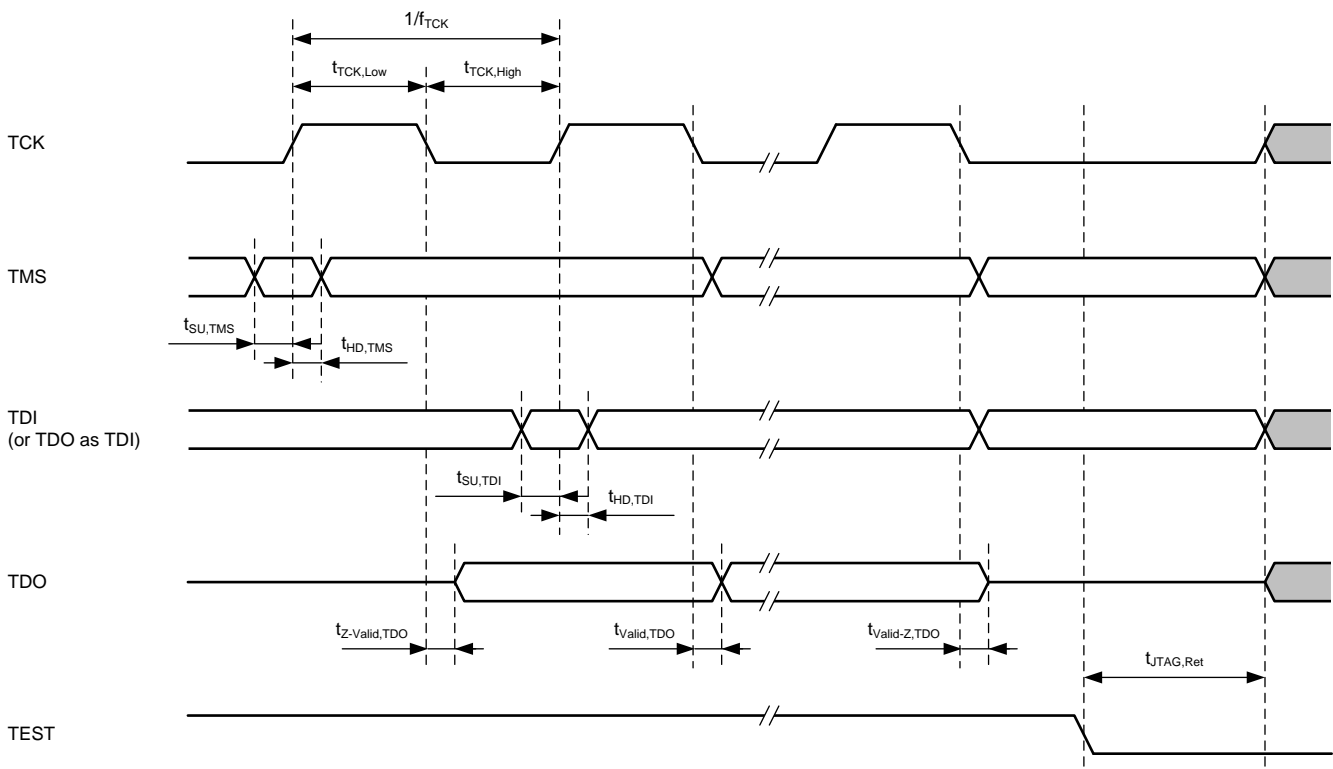 1/fTCK
tTCK,Low
tTCK,High
TCK
TMS
tSU,TMS
tHD,TMS
TDI
(or TDO as TDI)
tSU,TDI
tHD,TDI
TDO
tZ-Valid,TDO
tValid,TDO
tValid-Z,TDO
tJTAG,Ret
TEST